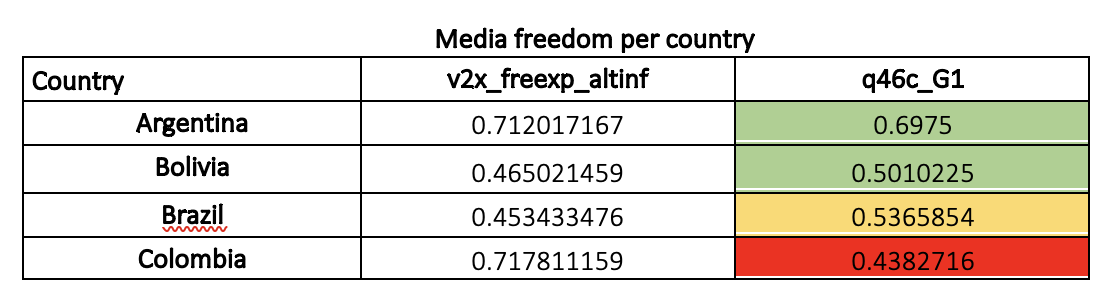 Media freedom per country
Country v2x_freexp_altinf q46c_G1
Argentina 0.712017167 0.6975
Bolivia 0.465021459 0.5010225
Brazil 0.453433476 0.5365854
Colombia 0.717811159 0.4382716